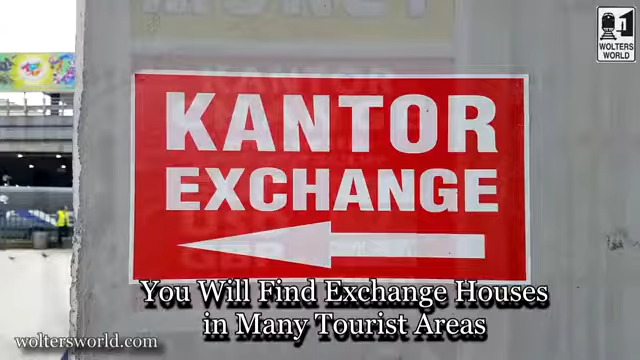 WOLTERS
WORLD
KANTOR
EXCHANGE
You Will Find Exchange Houses
in Many Tourist Areas
woltersworld.com